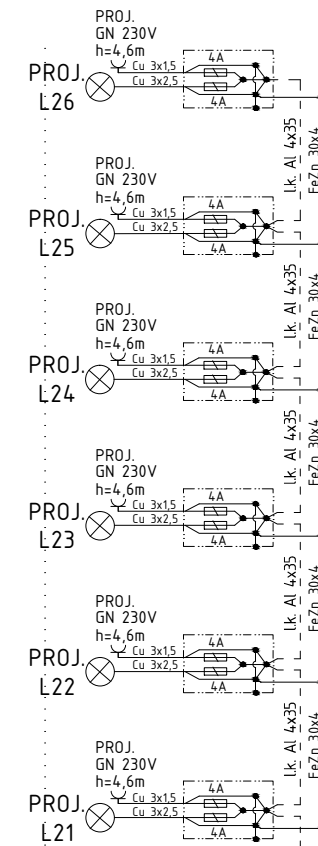 PROJ.
GN 230V
h=4,6m
4A
PROJ.
Cu 3x1,5
Cu 3x2,5
L26
4A
l.k. Al 4x35
FeZn 30x4
PROJ.
GN 230V
h=4,6m
4A
PROJ.
Cu 3x1,5
Cu 3x2,5
L25
4A
l.k. Al 4x35
FeZn 30x4
PROJ.
GN 230V
h=4,6m
4A
PROJ.
Cu 3x1,5
Cu 3x2,5
L24
4A
l.k. Al 4x35
FeZn 30x4
PROJ.
GN 230V
h=4,6m
4A
PROJ.
Cu 3x1,5
Cu 3x2,5
L23
4A
l.k. Al 4x35
FeZn 30x4
PROJ.
GN 230V
h=4,6m
4A
PROJ.
Cu 3x1,5
Cu 3x2,5
L22
4A
l.k. Al 4x35
FeZn 30x4
PROJ.
GN 230V
h=4,6m
4A
PROJ.
Cu 3x1,5
Cu 3x2,5
L21
4A